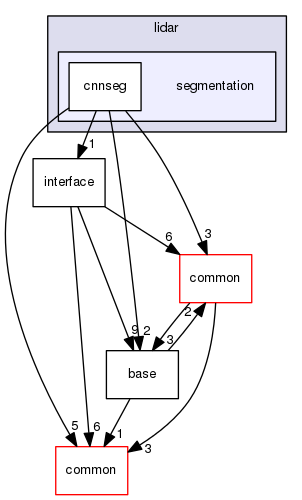 lidar
cnnseg
segmentation
1
interface
6
3
common
2
9
2
3
base
5
6
1
3
common